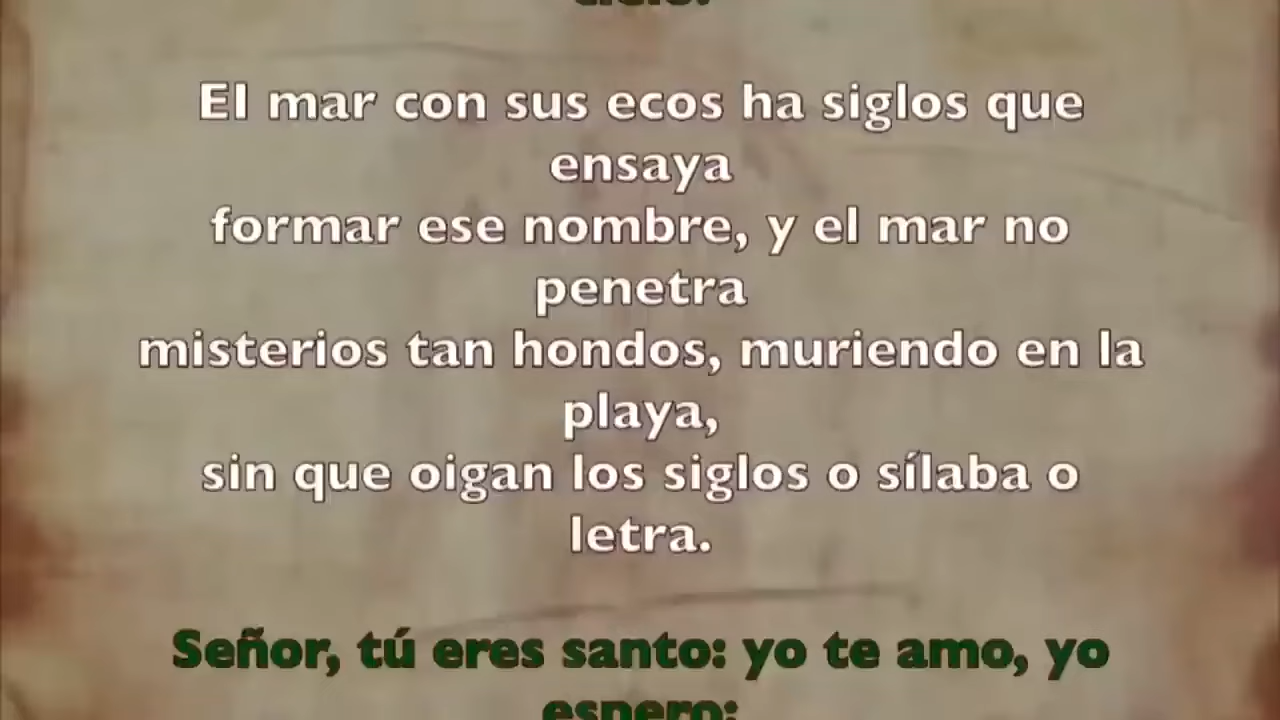 cielo.
El mar con sus ecos ha siglos que
ensaya
formar ese nombre, y el mar no
penetra
misterios tan hondos, muriendo en la
playa,
sin que oigan los siglos o sílaba o
letra.
Señor, tú eres santo: yo te amo, yo
espero: